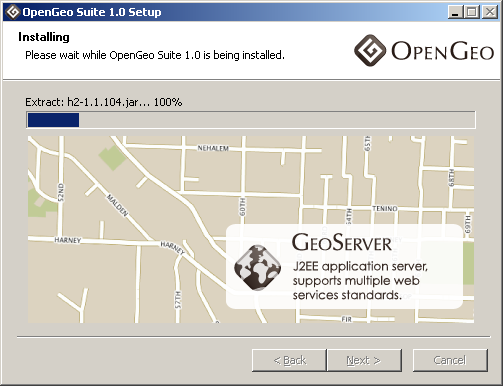 OpenGeo Suite 1.0 Setup
Installing
Please wait while OpenGeo Suite 1.0 is being installed.
OPENGEO
Extract: h2-1.1.104.jar... 100%
NEHALEM
65TH
52ND
MALDEN
60TH
64TH
68TH
TENINO
69TH
HARNEY
HARNEY
GEOSERVER
J2EE application server,
supports multiple web
services standards.
52TH
FIR
< Back
Next >
Cancel